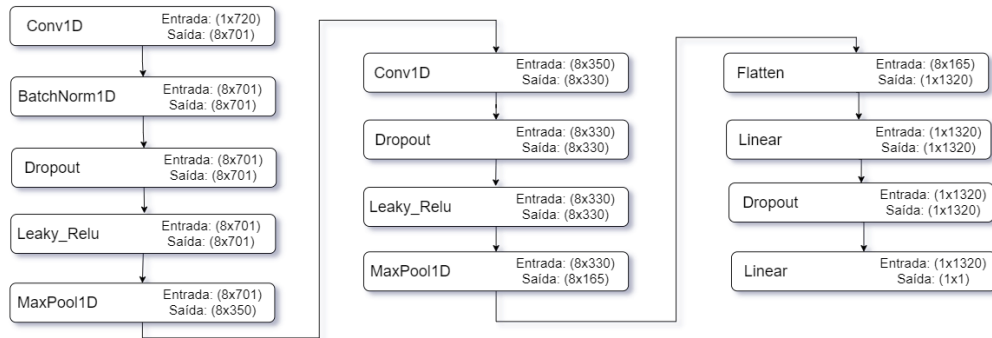 Conv1D
Entrada: (1x720)
Saída: (8x701)
BatchNorm1D
Entrada: (8x701)
Saída: (8x701)
Dropout
Entrada: (8x701)
Saída: (8x701)
Leaky_Relu
Entrada: (8x701)
Saída: (8x701)
MaxPool1D
Entrada: (8x701)
Saída: (8x350)
Conv1D
Entrada: (8x350)
Saída: (8x330)
Dropout
Entrada: (8x330)
Saída: (8x330)
Leaky_Relu
Entrada: (8x330)
Saída: (8x330)
MaxPool1D
Entrada: (8x330)
Saída: (8x165)
Flatten
Entrada: (8x165)
Saída: (1x1320)
Linear
Entrada: (1x1320)
Saída: (1x1320)
Dropout
Entrada: (1x1320)
Saída: (1x1320)
Linear
Entrada: (1x1320)
Saída: (1x1)